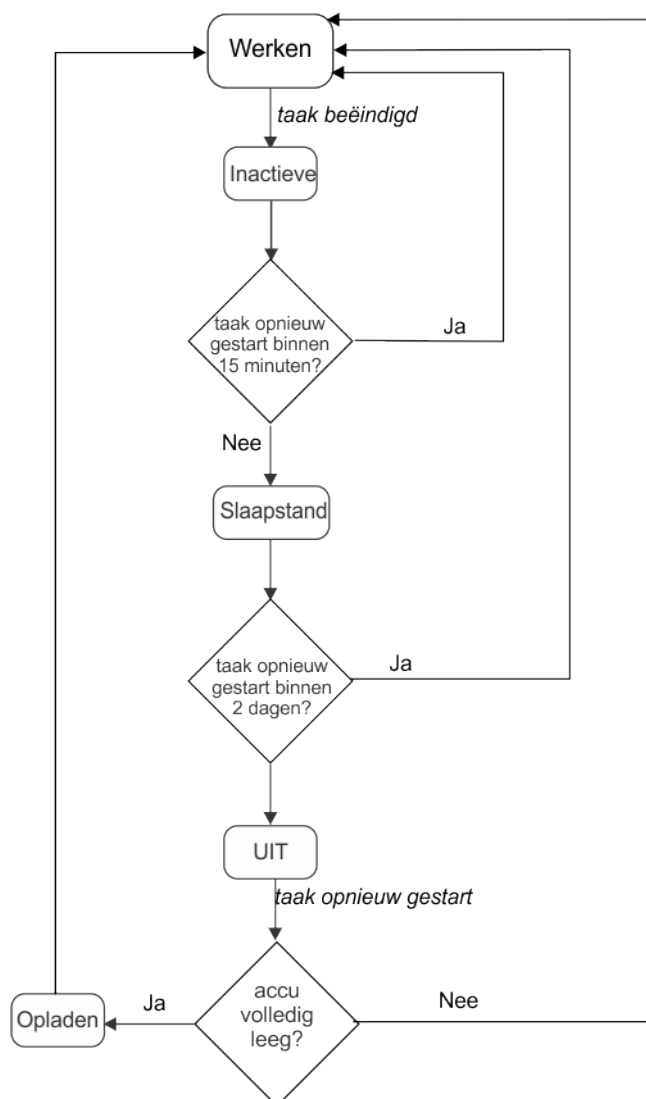 Werken
taak beëindigd
Inactieve
taak opnieuw
gestart binnen
15 minuten?
Ja
Nee
Slaapstand
taak opnieuw
gestart binnen
2 dagen?
Ja
UIT
taak opnieuw gestart
accu
volledig
leeg?
Ja
Nee
Opladen